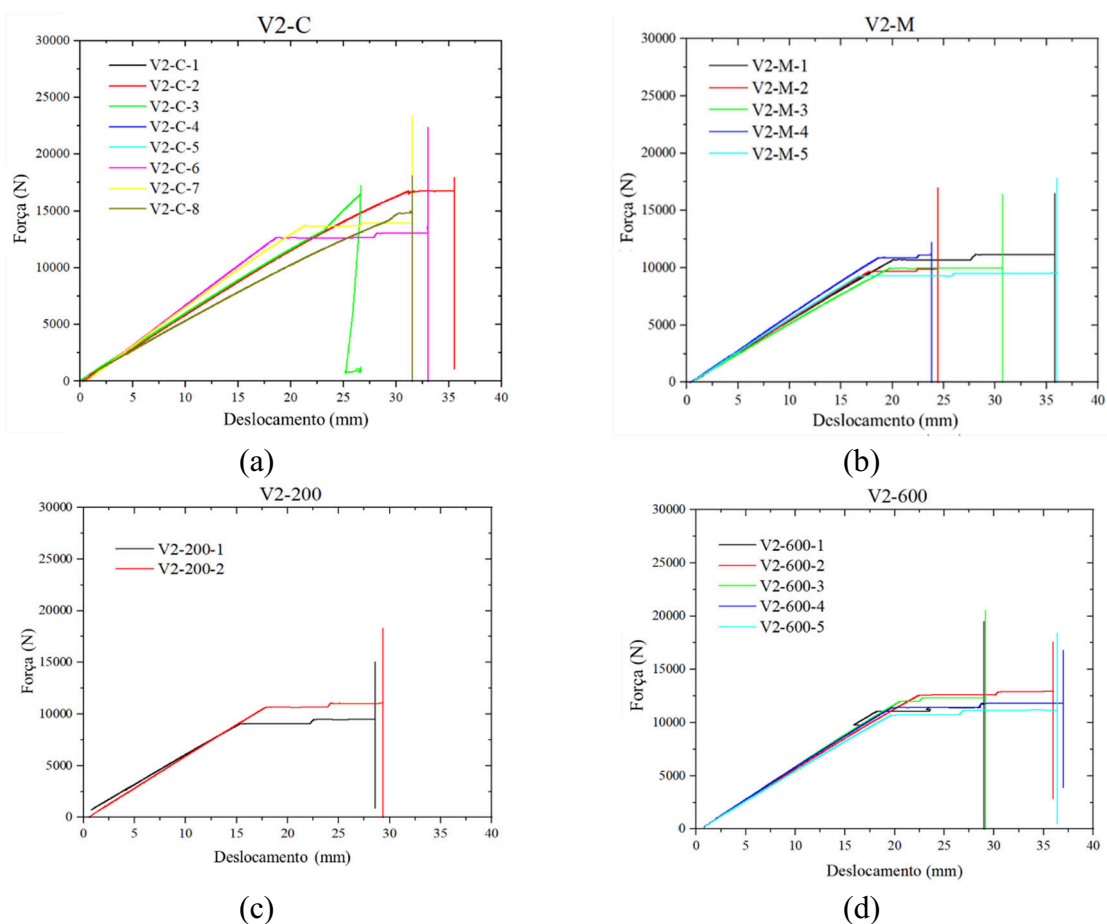 V2-C
30000
25000
20000
15000
10000
5000
0
Força (N)
V2-C-1
V2-C-2
V2-C-3
V2-C-4
V2-C-5
V2-C-6
V2-C-7
V2-C-8
0 5 10 15 20 25 30 35 40
Deslocamento (mm)
(a)
V2-M
30000
25000
20000
15000
10000
5000
0
Força (N)
V2-M-1
V2-M-2
V2-M-3
V2-M-4
V2-M-5
0 5 10 15 20 25 30 35 40
Deslocamento (mm)
(b)
V2-200
30000
25000
20000
15000
10000
5000
0
Força (N)
V2-200-1
V2-200-2
0 5 10 15 20 25 30 35 40
Deslocamento (mm)
(c)
V2-600
30000
25000
20000
15000
10000
5000
0
Força (N)
V2-600-1
V2-600-2
V2-600-3
V2-600-4
V2-600-5
0 5 10 15 20 25 30 35 40
Deslocamento (mm)
(d)